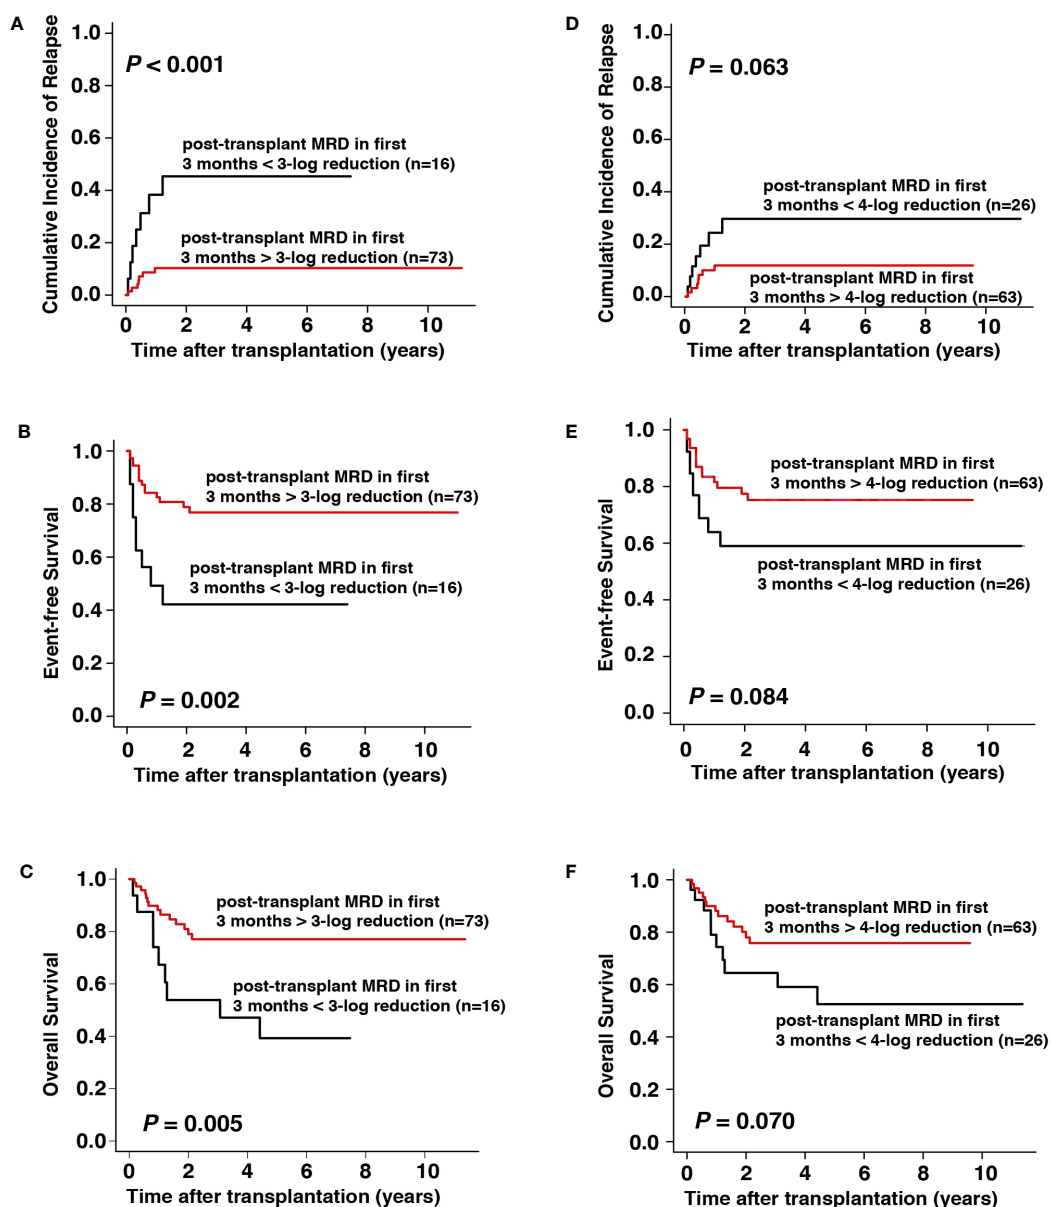 A
Cumulative Incidence of Relapse
1.0
0.8
0.6
0.4
0.2
0.0
P < 0.001
post-transplant MRD in first
3 months < 3-log reduction (n=16)
post-transplant MRD in first
3 months > 3-log reduction (n=73)
0 2 4 6 8 10
Time after transplantation (years)
D
Cumulative Incidence of Relapse
1.0
0.8
0.6
0.4
0.2
0.0
P = 0.063
post-transplant MRD in first
3 months < 4-log reduction (n=26)
post-transplant MRD in first
3 months > 4-log reduction (n=63)
0 2 4 6 8 10
Time after transplantation (years)
B
Event-free Survival
1.0
0.8
0.6
0.4
0.2
0.0
post-transplant MRD in first
3 months > 3-log reduction (n=73)
post-transplant MRD in first
3 months < 3-log reduction (n=16)
P = 0.002
0 2 4 6 8 10
Time after transplantation (years)
E
Event-free Survival
1.0
0.8
0.6
0.4
0.2
0.0
post-transplant MRD in first
3 months > 4-log reduction (n=63)
post-transplant MRD in first
3 months < 4-log reduction (n=26)
P = 0.084
0 2 4 6 8 10
Time after transplantation (years)
C
Overall Survival
1.0
0.8
0.6
0.4
0.2
0.0
post-transplant MRD in first
3 months > 3-log reduction (n=73)
post-transplant MRD in first
3 months < 3-log reduction (n=16)
P = 0.005
0 2 4 6 8 10
Time after transplantation (years)
F
Overall Survival
1.0
0.8
0.6
0.4
0.2
0.0
post-transplant MRD in first
3 months > 4-log reduction (n=63)
post-transplant MRD in first
3 months < 4-log reduction (n=26)
P = 0.070
0 2 4 6 8 10
Time after transplantation (years)